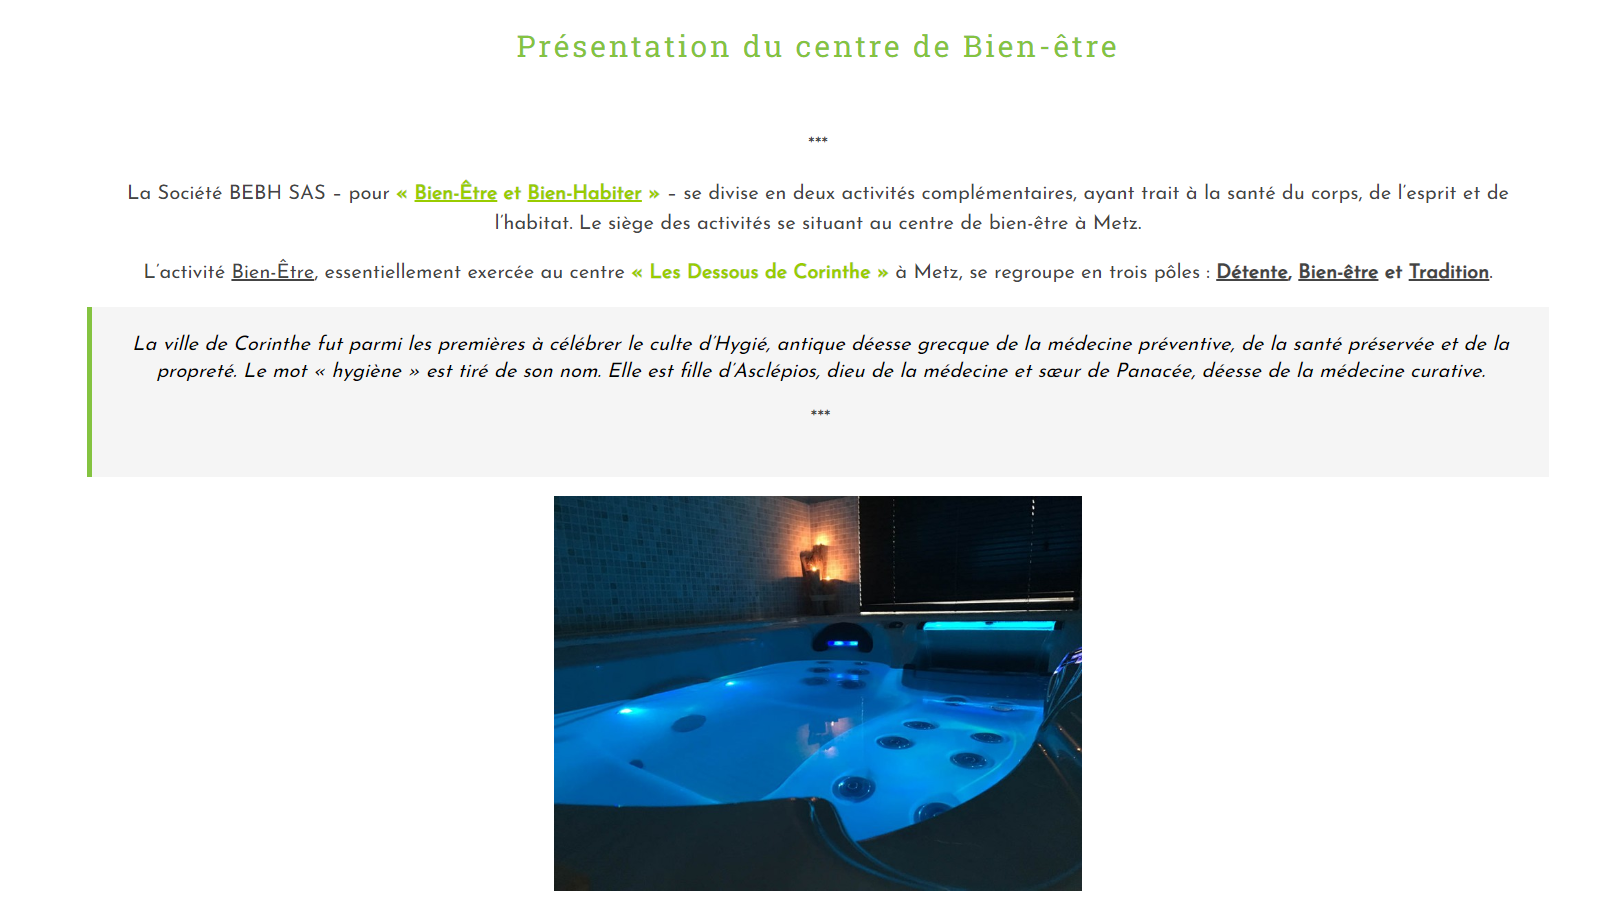 Présentation du centre de Bien-être
***
La Société BEBH SAS – pour « Bien-Être et Bien-Habiter » – se divise en deux activités complémentaires, ayant trait à la santé du corps, de l’esprit et de
l’habitat. Le siège des activités se situant au centre de bien-être à Metz.
L’activité Bien-Être, essentiellement exercée au centre « Les Dessous de Corinthe » à Metz, se regroupe en trois pôles : Détente, Bien-être et Tradition.
La ville de Corinthe fut parmi les premières à célébrer le culte d’Hygié, antique déesse grecque de la médecine préventive, de la santé préservée et de la
propreté. Le mot « hygiène » est tiré de son nom. Elle est fille d’Asclépios, dieu de la médecine et sœur de Panacée, déesse de la médecine curative.
***